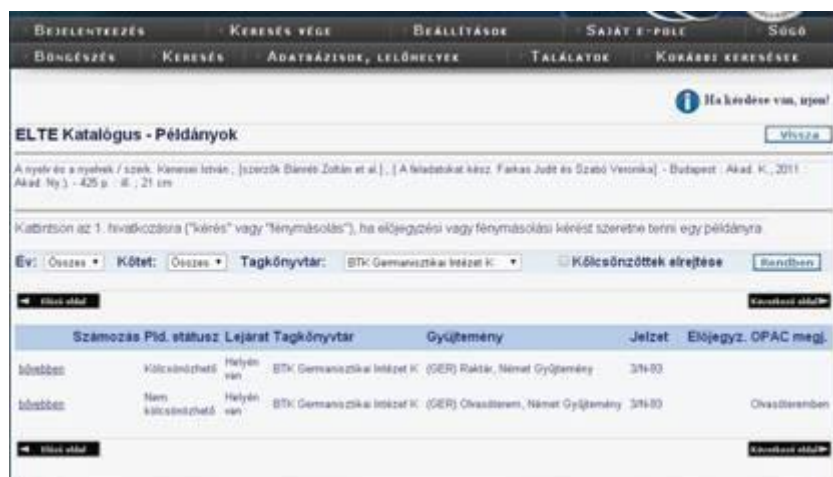 BEJELENTKEZÉS KERESÉS VÉGE BEÁLLÍTÁSOK SAJÁT E-POLC SÚGÓ
BÖNGÉSZÉS KERESÉS ADATBÁZISOK, LELŐHELYEK TALÁLATOK KORÁBBI KERESÉSEK
Ha kérdése van, írjon!
ELTE Katalógus - Példányok
Vissza
A nyelv és a nyelvek / szerk. Kenesei István ; [szerzők Bánréti Zoltán et al.] ; [A feladatokat kész. Farkas Judit és Szabó Veronika]. - Budapest : Akad. K., 2011
Akad. Ny.). - 425 p. : ill. ; 21 cm
Kattintson az 1. hivatkozásra ("kérés" vagy "fénymásolás"), ha előjegyzési vagy fénymásolási kérést szeretne tenni egy példányra
Év: Összes Kötet: Összes Tagkönyvtár: BTK Germanisztikai Intézet K Kölcsönzöttek elrejtése Rendben
Előző oldal Következő oldal
Számozás Pld. státusz Lejárat Tagkönyvtár Gyűjtemény Jelzet Előjegyz. OPAC megj.
bővebben Kölcsönözhető Helyén van BTK Germanisztikai Intézet K (GER) Raktár, Német Gyűjtemény 3/N-93
bővebben Nem kölcsönözhető Helyén van BTK Germanisztikai Intézet K (GER) Olvasóterem, Német Gyűjtemény 3/N-93 Olvasóteremben
Előző oldal Következő oldal